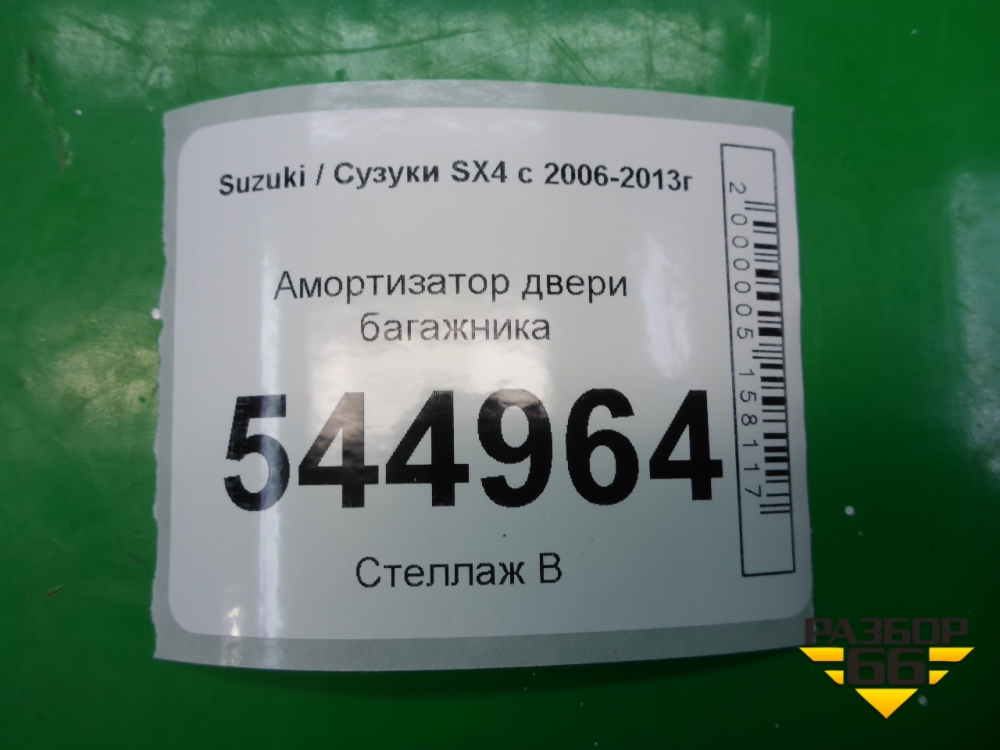 Suzuki / Сузуки SX4 с 2006-2013г
Амортизатор двери
багажника
544964
Стеллаж В
2000005158117
РАЗБОР
66